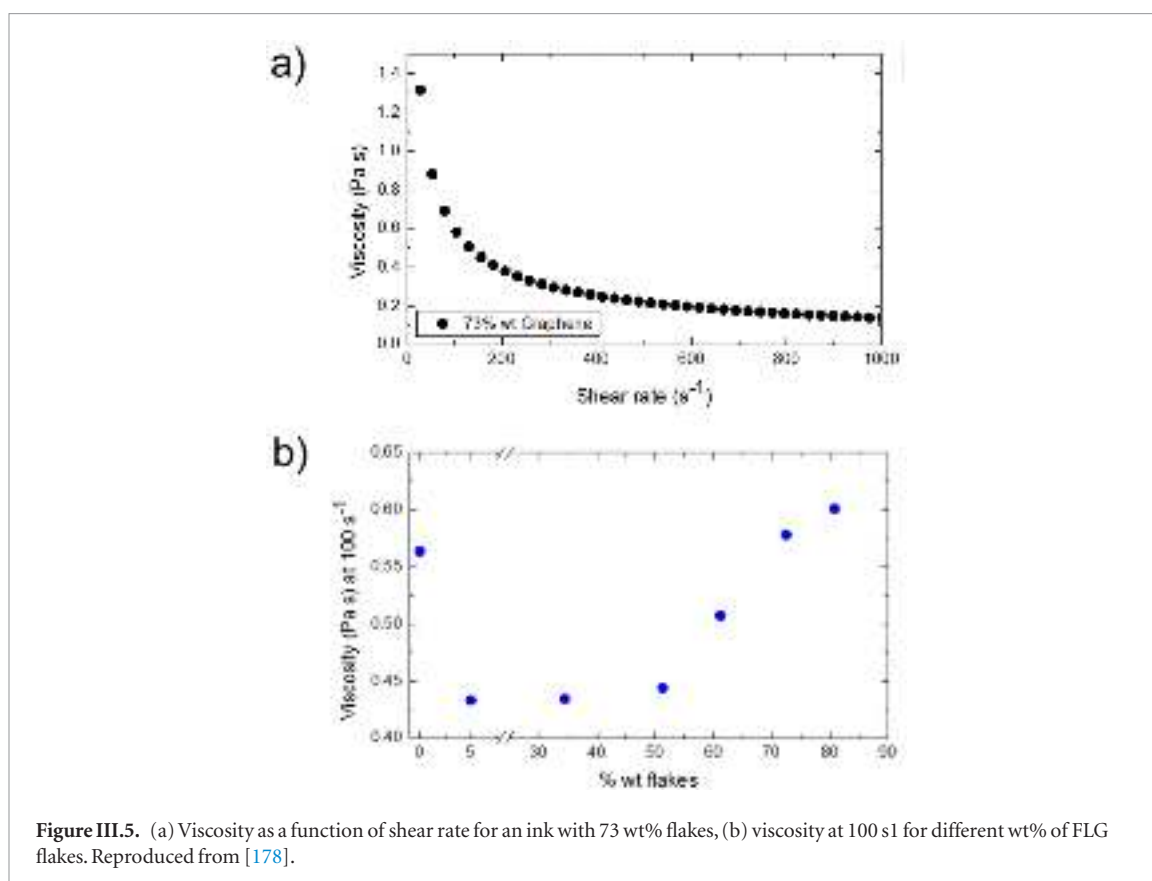 a)
1.4
1.2
1.0
0.8
0.6
0.4
0.2
0.0
Viscosity (Pa s)
73% wt Graphene
0 200 400 600 800 1000
Shear rate (s⁻¹)
b)
0.65
0.60
0.55
0.50
0.45
0.40
Viscosity (Pa s) at 100 s⁻¹
0 5 30 40 50 60 70 80 90
% wt flakes
Figure III.5. (a) Viscosity as a function of shear rate for an ink with 73 wt% flakes, (b) viscosity at 100 s1 for different wt% of FLG
flakes. Reproduced from [178].